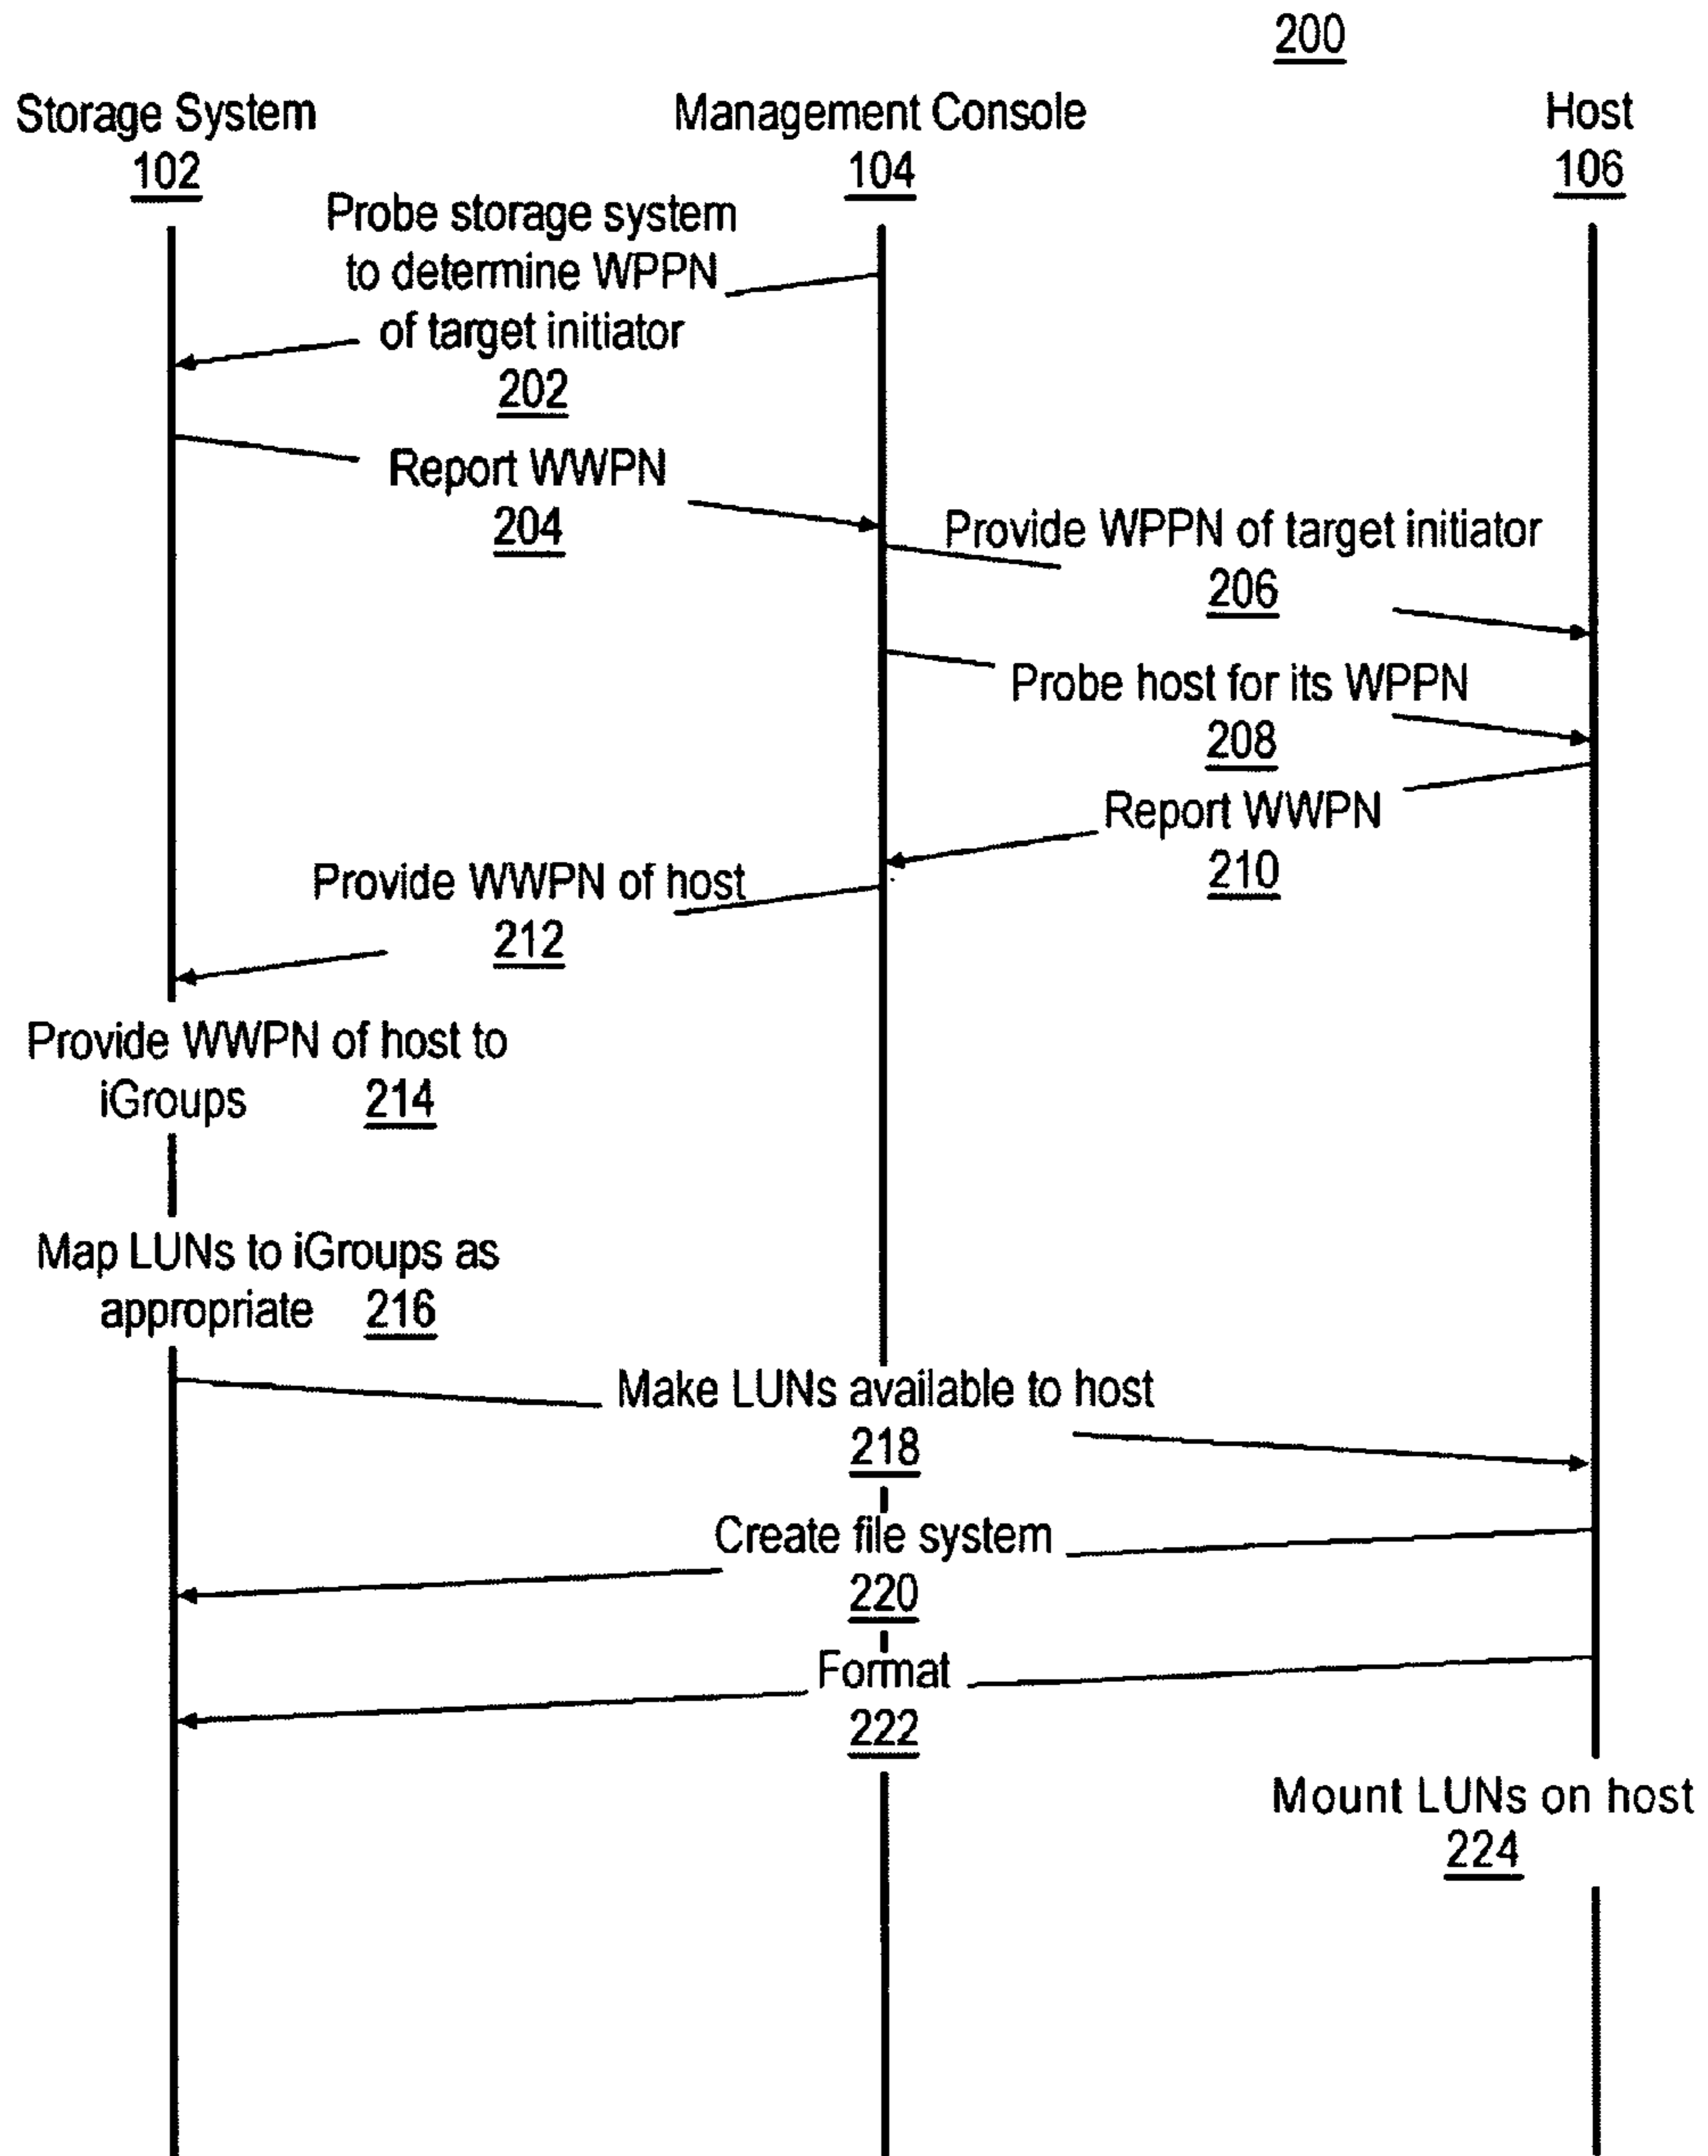 200
Storage System
102
Management Console
104
Host
106
Probe storage system
to determine WPPN
of target initiator
202
Report WWPN
204
Provide WPPN of target initiator
206
Probe host for its WPPN
208
Report WWPN
210
Provide WWPN of host
212
Provide WWPN of host to
iGroups 214
Map LUNs to iGroups as
appropriate 216
Make LUNs available to host
218
Create file system
220
Format
222
Mount LUNs on host
224